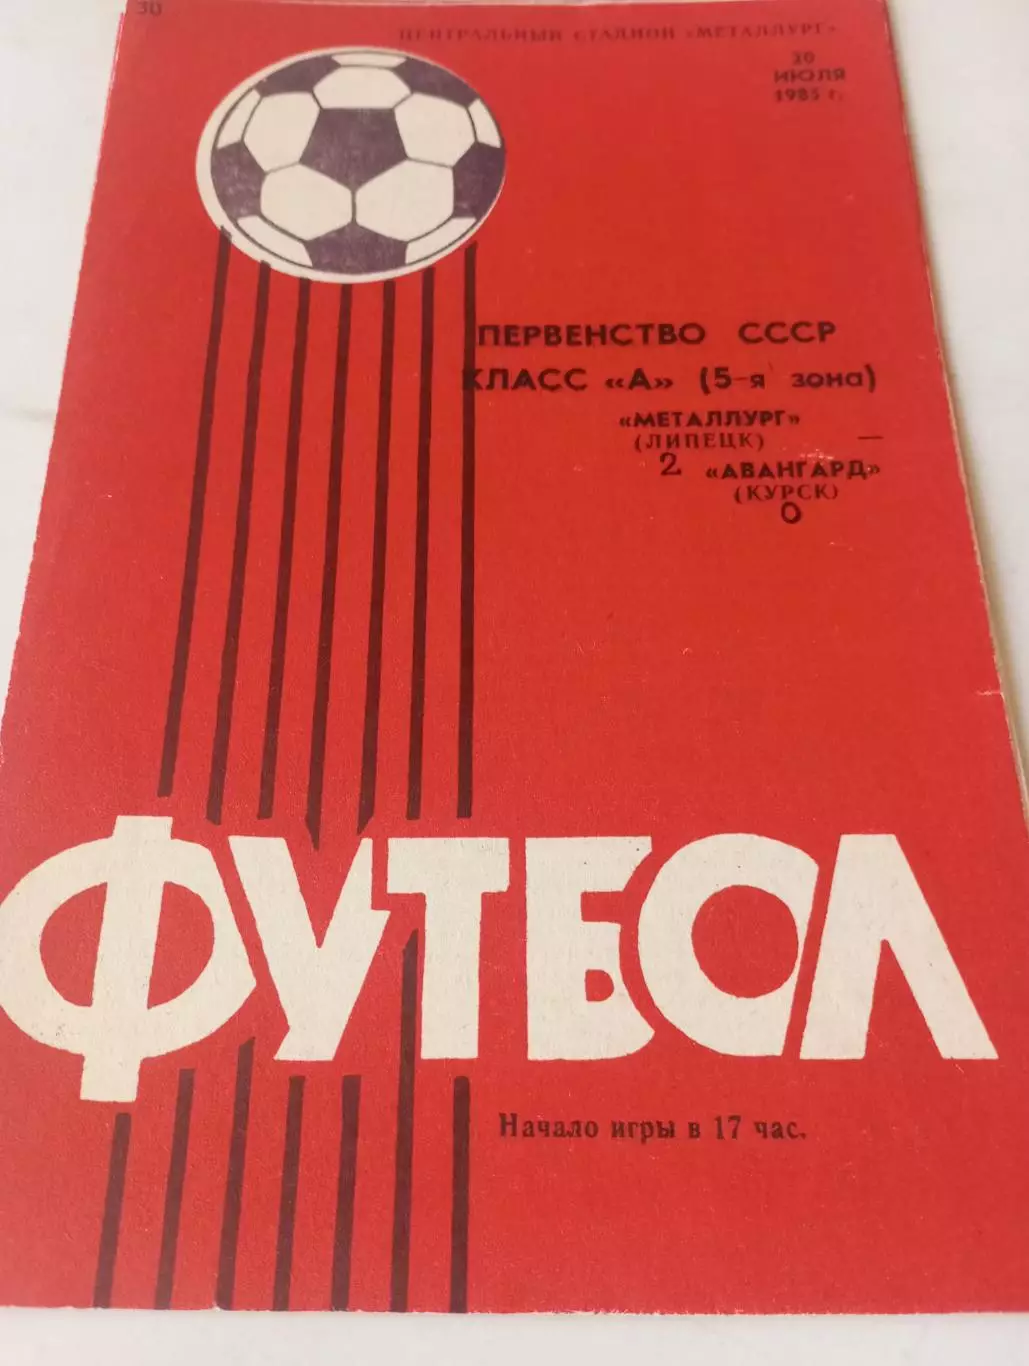 30
ЦЕНТРАЛЬНЫЙ СТАДИОН «МЕТАЛЛУРГ»
ИЮЛЯ
1985 г.
ПЕРВЕНСТВО СССР
КЛАСС «А» (5-я зона)
«МЕТАЛЛУРГ»
(ЛИПЕЦК) —
2 «АВАНГАРД»
(КУРСК)
0
ФУТБОЛ
Начало игры в 17 час.